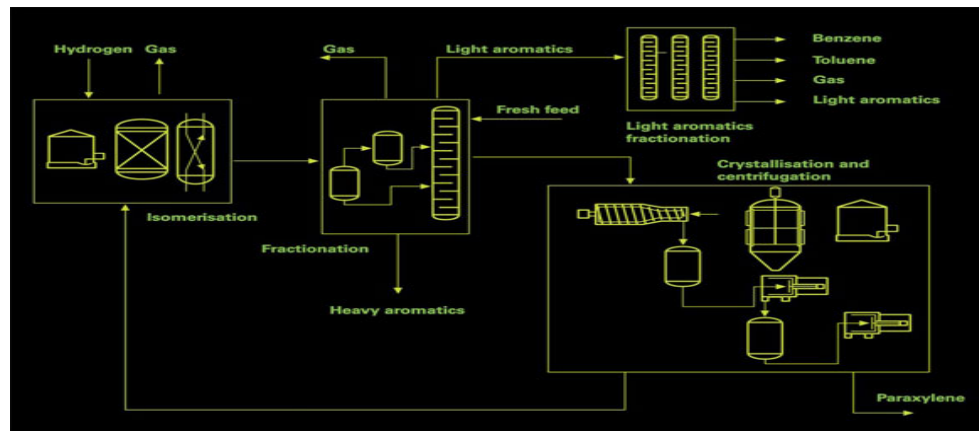 Hydrogen Gas
Gas
Light aromatics
Benzene
Toluene
Gas
Light aromatics
Fresh feed
Light aromatics
fractionation
Crystallisation and
centrifugation
Isomerisation
Fractionation
Heavy aromatics
Paraxylene